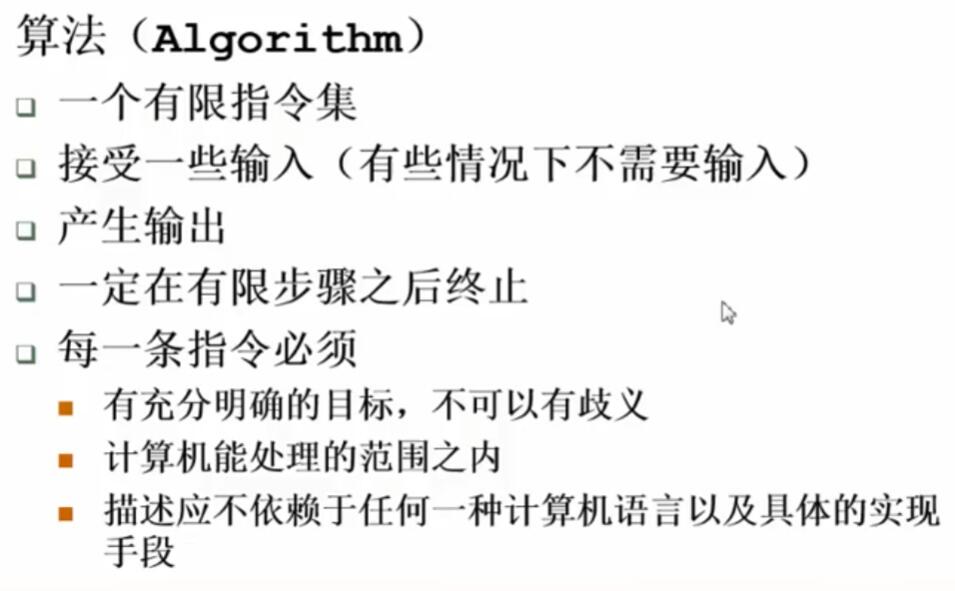 算法（Algorithm）
一个有限指令集
接受一些输入（有些情况下不需要输入）
产生输出
一定在有限步骤之后终止
每一条指令必须
有充分明确的目标，不可以有歧义
计算机能处理的范围之内
描述应不依赖于任何一种计算机语言以及具体的实现
手段